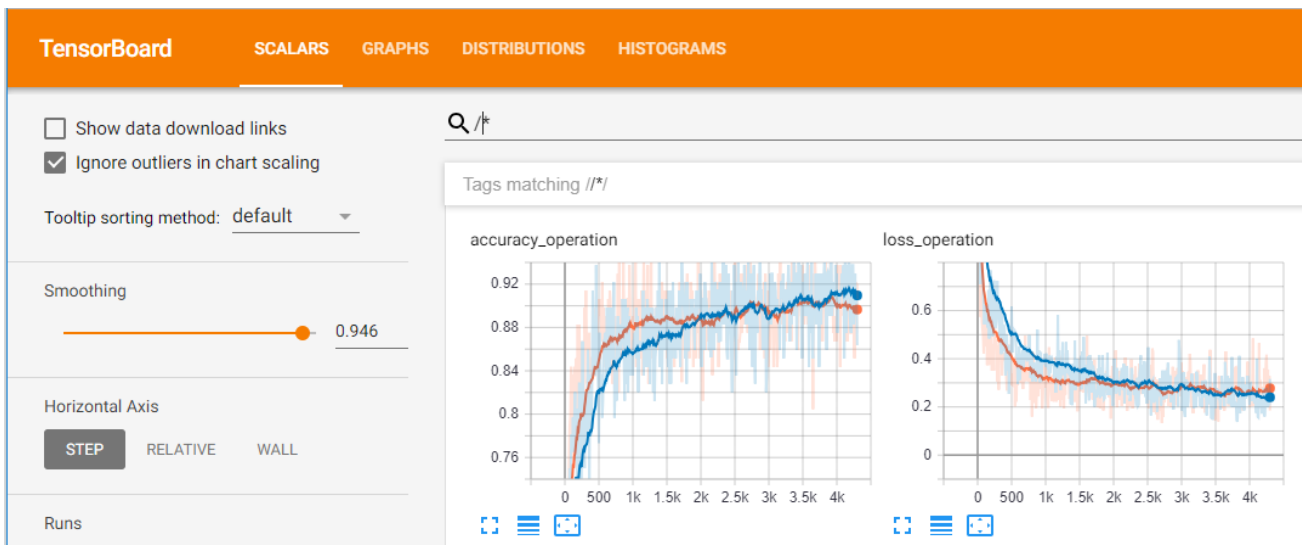 TensorBoard SCALARS GRAPHS DISTRIBUTIONS HISTOGRAMS
Show data download links
Ignore outliers in chart scaling
Tooltip sorting method: default
Smoothing
0.946
Horizontal Axis
STEP RELATIVE WALL
Runs
/*
Tags matching //*/
accuracy_operation
0.92
0.88
0.84
0.8
0.76
0 500 1k 1.5k 2k 2.5k 3k 3.5k 4k
loss_operation
0.6
0.4
0.2
0
0 500 1k 1.5k 2k 2.5k 3k 3.5k 4k